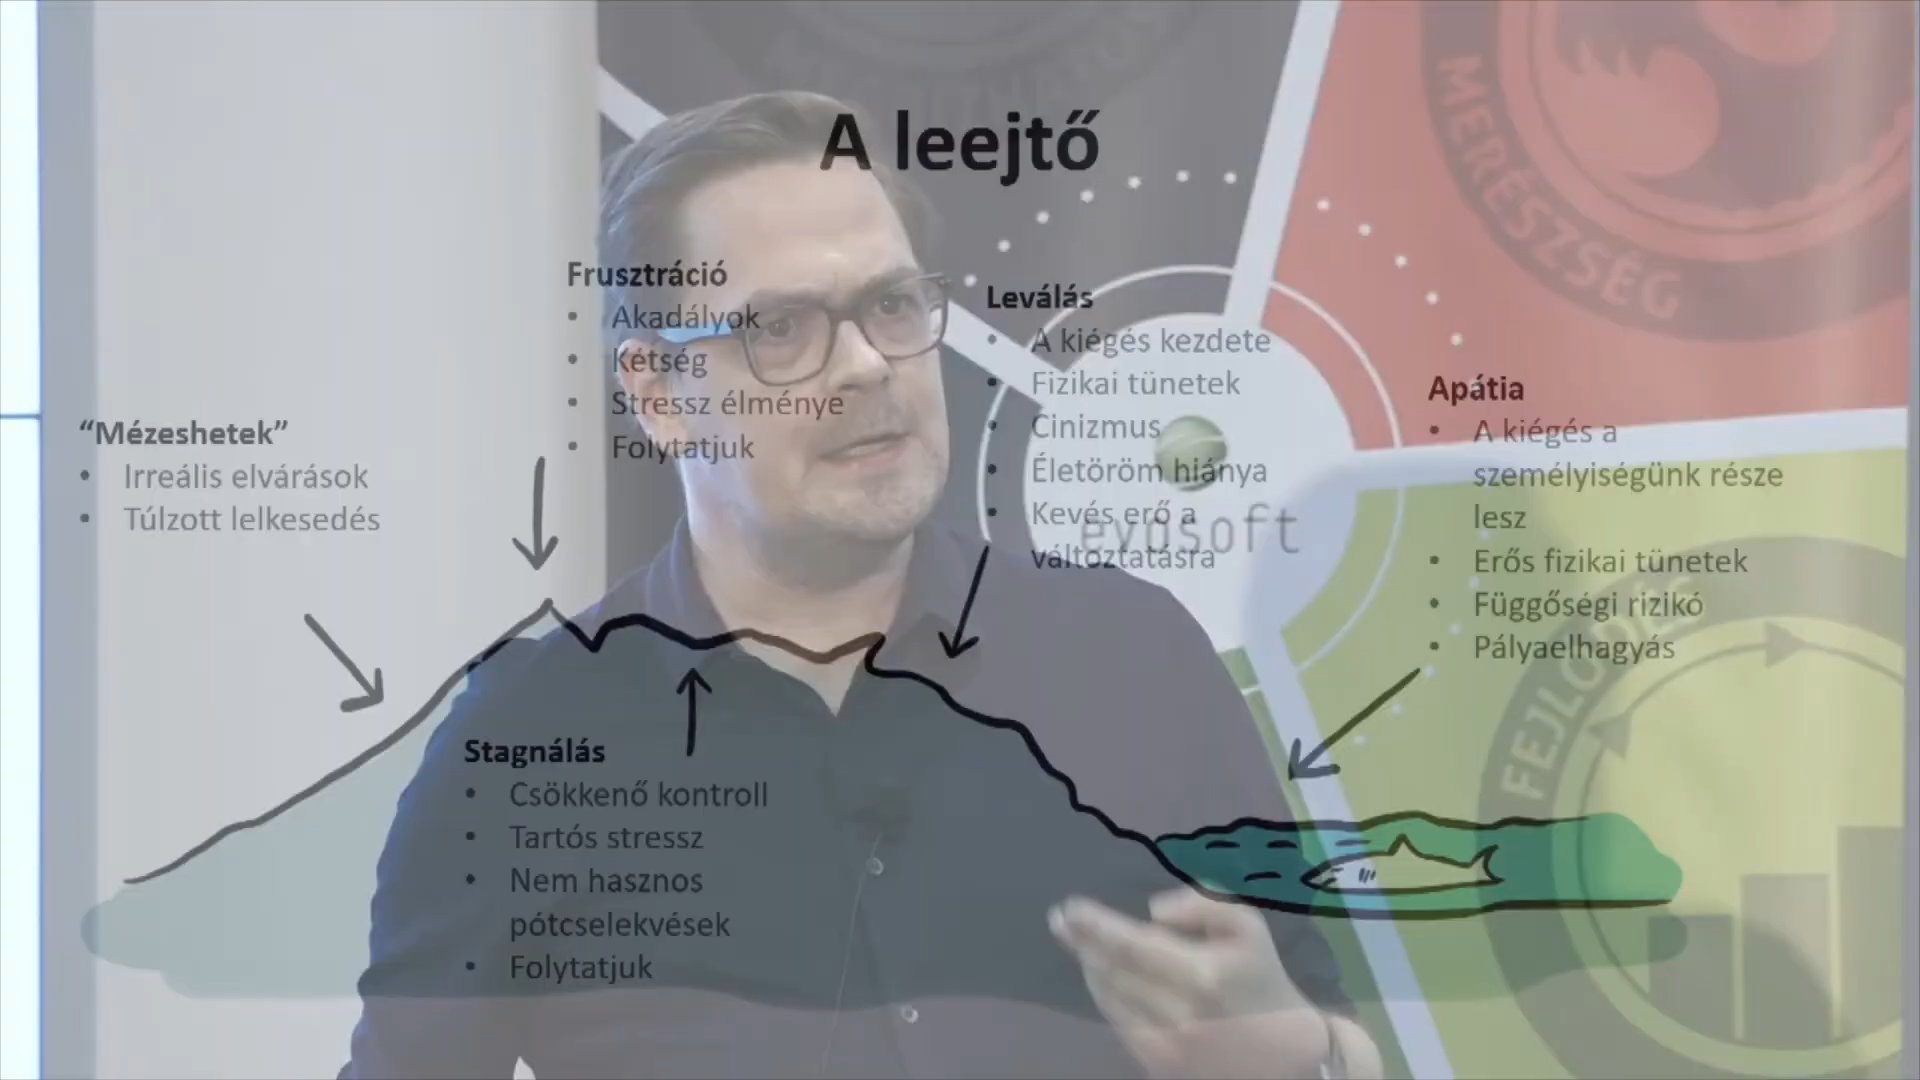 A leejtő
“Mézeshetek”
• Irreális elvárások
• Túlzott lelkesedés
Frusztráció
• Akadályok
• Kétség
• Stressz élménye
• Folytatjuk
Stagnálás
• Csökkenő kontroll
• Tartós stressz
• Nem hasznos
pótcselekvések
• Folytatjuk
Leválás
• A kiégés kezdete
• Fizikai tünetek
• Cinizmus
• Életöröm hiánya
• Kevés erő a
változtatásra
Apátia
• A kiégés a
személyiségünk része
lesz
• Erős fizikai tünetek
• Függőségi rizikó
• Pályaelhagyás
MERÉSZSÉG
evosoft
FEJLŐDÉS